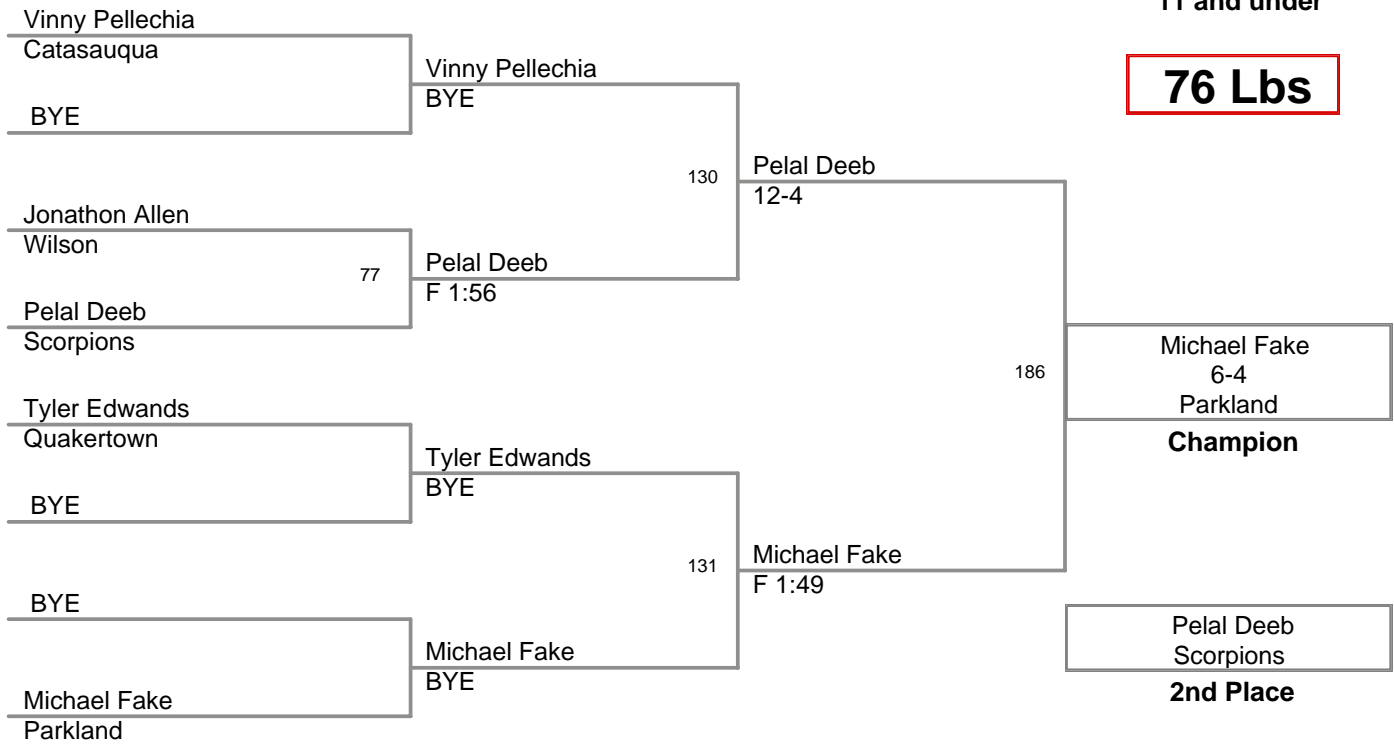 11 and under
76 Lbs
Vinny Pellechia
Catasauqua
BYE
Jonathon Allen
Wilson
Pelal Deeb
Scorpions
Tyler Edwands
Quakertown
BYE
BYE
Michael Fake
Parkland
Vinny Pellechia
BYE
77
Pelal Deeb
F 1:56
Tyler Edwands
BYE
Michael Fake
BYE
130
Pelal Deeb
12-4
131
Michael Fake
F 1:49
186
Michael Fake
6-4
Parkland
Champion
Pelal Deeb
Scorpions
2nd Place